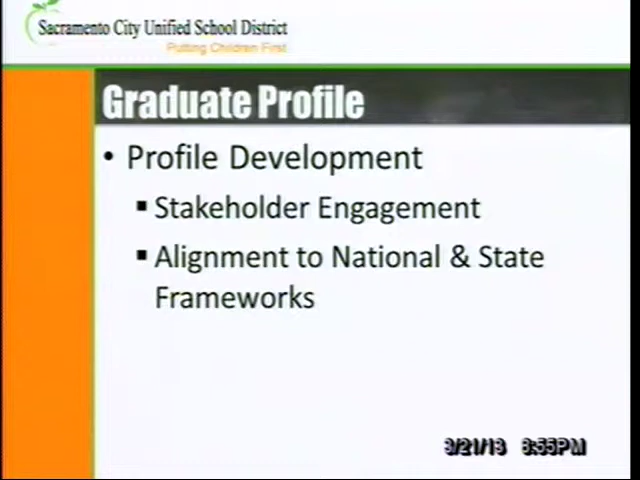 Sacramento City Unified School District
Putting Children First
Graduate Profile
• Profile Development
▪ Stakeholder Engagement
▪ Alignment to National & State
Frameworks
3/21/13 8:55PM